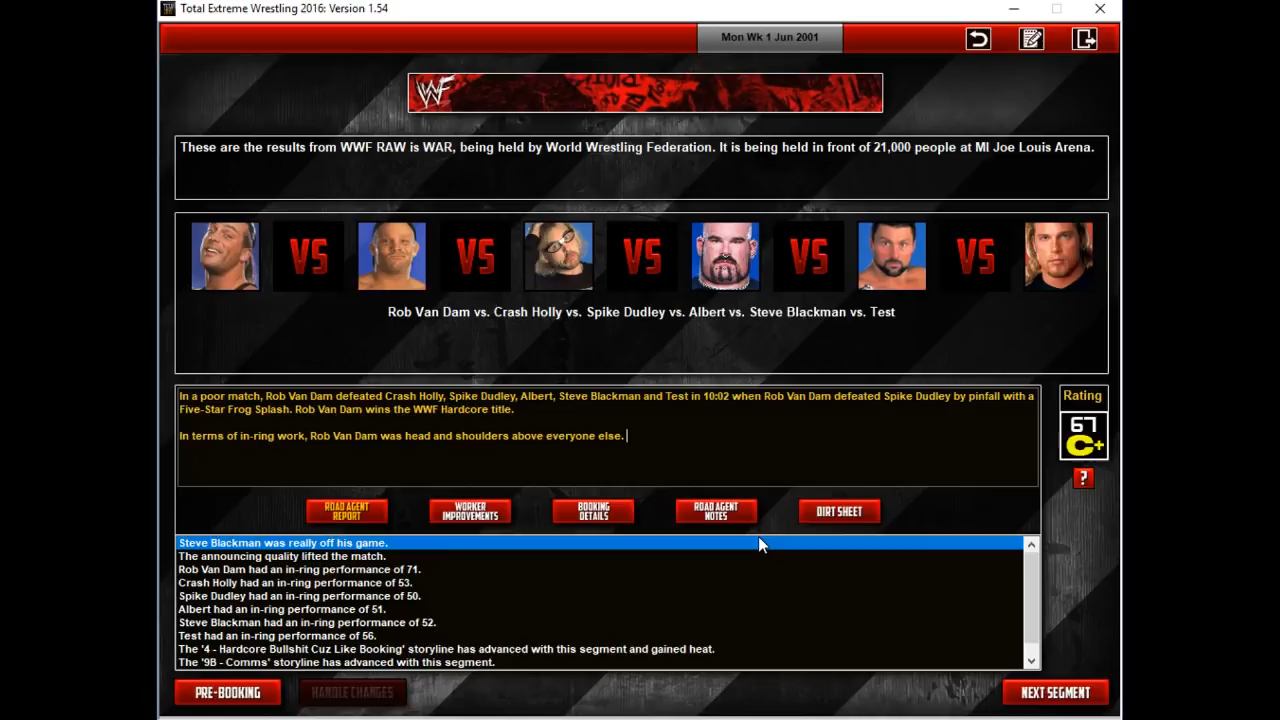 Total Extreme Wrestling 2016: Version 1.54
Mon Wk 1 Jun 2001
These are the results from WWF RAW is WAR, being held by World Wrestling Federation. It is being held in front of 21,000 people at MI Joe Louis Arena.
VS VS VS VS VS
Rob Van Dam vs. Crash Holly vs. Spike Dudley vs. Albert vs. Steve Blackman vs. Test
In a poor match, Rob Van Dam defeated Crash Holly, Spike Dudley, Albert, Steve Blackman and Test in 10:02 when Rob Van Dam defeated Spike Dudley by pinfall with a
Five-Star Frog Splash. Rob Van Dam wins the WWF Hardcore title.
In terms of in-ring work, Rob Van Dam was head and shoulders above everyone else.
Rating
67
C+
?
ROAD AGENT
REPORT
WORKER
IMPROVEMENTS
BOOKING
DETAILS
ROAD AGENT
NOTES
DIRT SHEET
Steve Blackman was really off his game.
The announcing quality lifted the match.
Rob Van Dam had an in-ring performance of 71.
Crash Holly had an in-ring performance of 53.
Spike Dudley had an in-ring performance of 50.
Albert had an in-ring performance of 51.
Steve Blackman had an in-ring performance of 52.
Test had an in-ring performance of 56.
The '4 - Hardcore Bullshit Cuz Like Booking' storyline has advanced with this segment and gained heat.
The '9B - Comms' storyline has advanced with this segment.
PRE-BOOKING
HANDLE CHANGES
NEXT SEGMENT